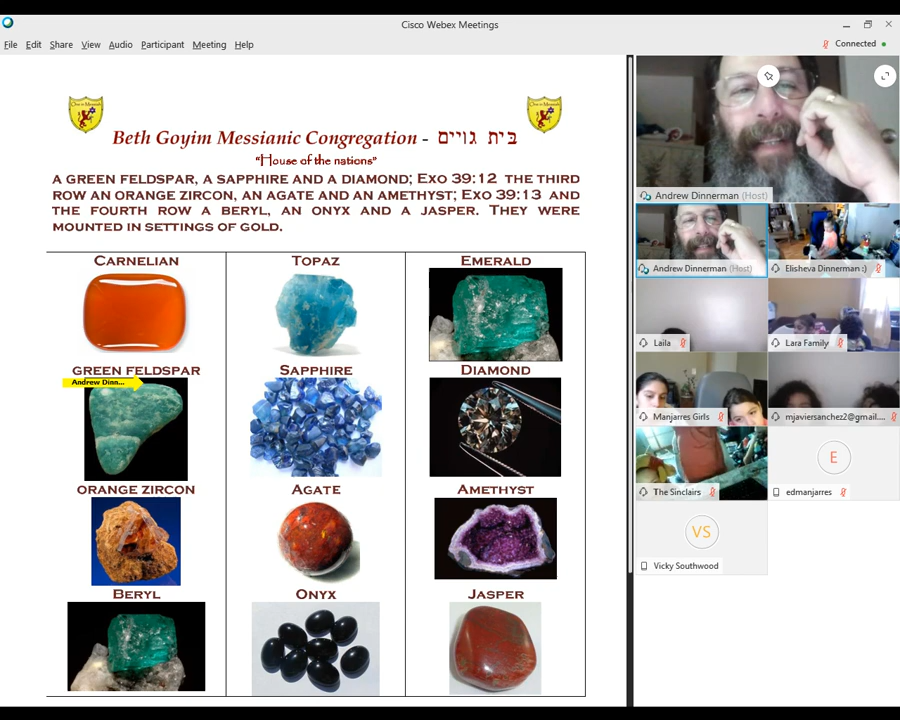 Cisco Webex Meetings
File Edit Share View Audio Participant Meeting Help
Connected
Beth Goyim Messianic Congregation - בית גויים
"House of the nations"
A GREEN FELDSPAR, A SAPPHIRE AND A DIAMOND; EXO 39:12 THE THIRD
ROW AN ORANGE ZIRCON, AN AGATE AND AN AMETHYST; EXO 39:13 AND
THE FOURTH ROW A BERYL, AN ONYX AND A JASPER. THEY WERE
MOUNTED IN SETTINGS OF GOLD.
CARNELIAN TOPAZ EMERALD
GREEN FELDSPAR SAPPHIRE DIAMOND
Andrew Dinn...
ORANGE ZIRCON AGATE AMETHYST
BERYL ONYX JASPER
Andrew Dinnerman (Host)
Andrew Dinnerman (Host) Elisheva Dinnerman :)
Laila Lara Family
Manjarres Girls mjaviersanchez2@gmail....
E
The Sinclairs edmanjarres
VS
Vicky Southwood